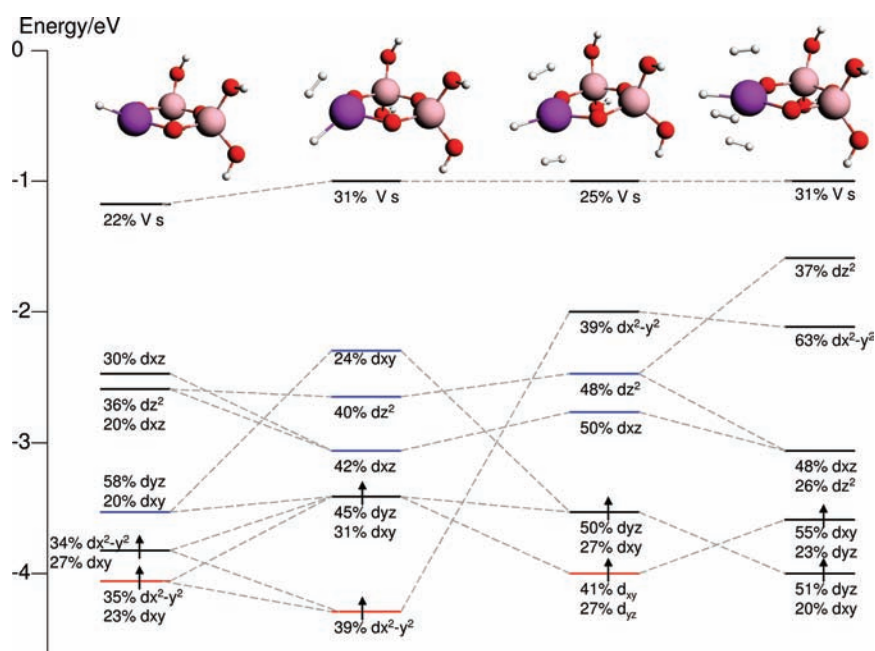 Energy/eV
0
-1
-2
-3
-4
22% V s
30% dxz
36% dz²
20% dxz
58% dyz
20% dxy
34% dx²-y²
27% dxy
35% dx²-y²
23% dxy
31% V s
24% dxy
40% dz²
42% dxz
45% dyz
31% dxy
39% dx²-y²
25% V s
39% dx²-y²
48% dz²
50% dxz
50% dyz
27% dxy
41% dxy
27% dyz
31% V s
37% dz²
63% dx²-y²
48% dxz
26% dz²
55% dxy
23% dyz
51% dyz
20% dxy